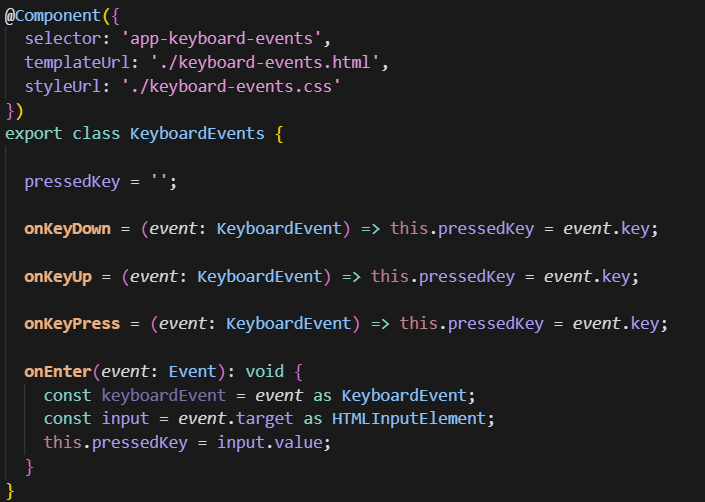 @Component({
  selector: 'app-keyboard-events',
  templateUrl: './keyboard-events.html',
  styleUrl: './keyboard-events.css'
})
export class KeyboardEvents {
  pressedKey = '';
  onKeyDown = (event: KeyboardEvent) => this.pressedKey = event.key;
  onKeyUp = (event: KeyboardEvent) => this.pressedKey = event.key;
  onKeyPress = (event: KeyboardEvent) => this.pressedKey = event.key;
  onEnter(event: Event): void {
    const keyboardEvent = event as KeyboardEvent;
    const input = event.target as HTMLInputElement;
    this.pressedKey = input.value;
  }
}